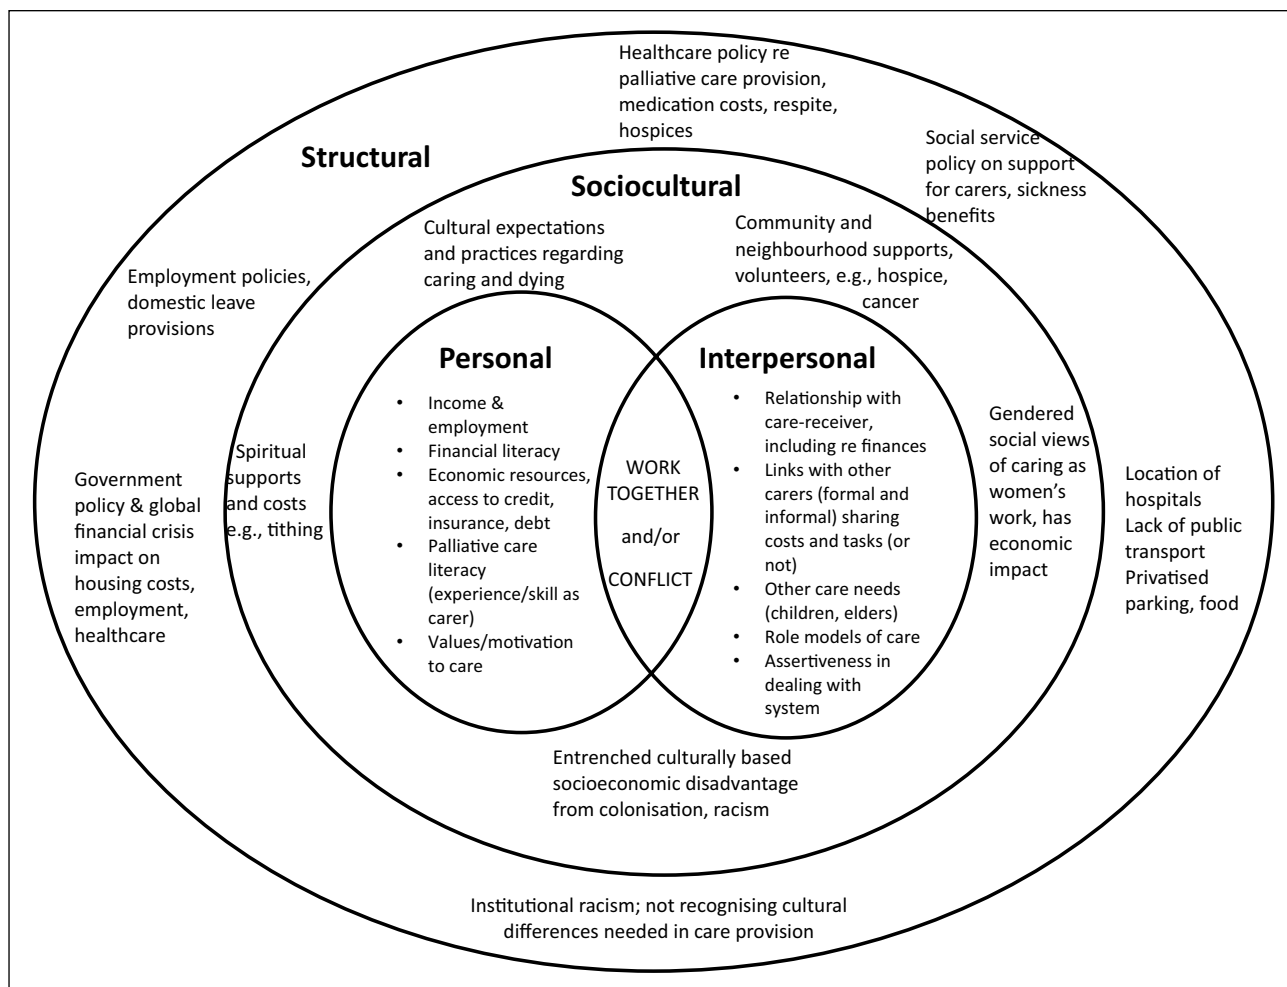 Healthcare policy re
palliative care provision,
medication costs, respite,
hospices
Structural
Social service
policy on support
for carers, sickness
benefits
Sociocultural
Cultural expectations
and practices regarding
caring and dying
Community and
neighbourhood supports,
volunteers, e.g., hospice,
cancer
Employment policies,
domestic leave
provisions
Personal
• Income &
employment
• Financial literacy
• Economic resources,
access to credit,
insurance, debt
• Palliative care
literacy
(experience/skill as
carer)
• Values/motivation
to care
WORK
TOGETHER
and/or
CONFLICT
Interpersonal
• Relationship with
care-receiver,
including re finances
• Links with other
carers (formal and
informal) sharing
costs and tasks (or
not)
• Other care needs
(children, elders)
• Role models of care
• Assertiveness in
dealing with
system
Spiritual
supports
and costs
e.g., tithing
Gendered
social views
of caring as
women’s
work, has
economic
impact
Government
policy & global
financial crisis
impact on
housing costs,
employment,
healthcare
Location of
hospitals
Lack of public
transport
Privatised
parking, food
Entrenched culturally based
socioeconomic disadvantage
from colonisation, racism
Institutional racism; not recognising cultural
differences needed in care provision